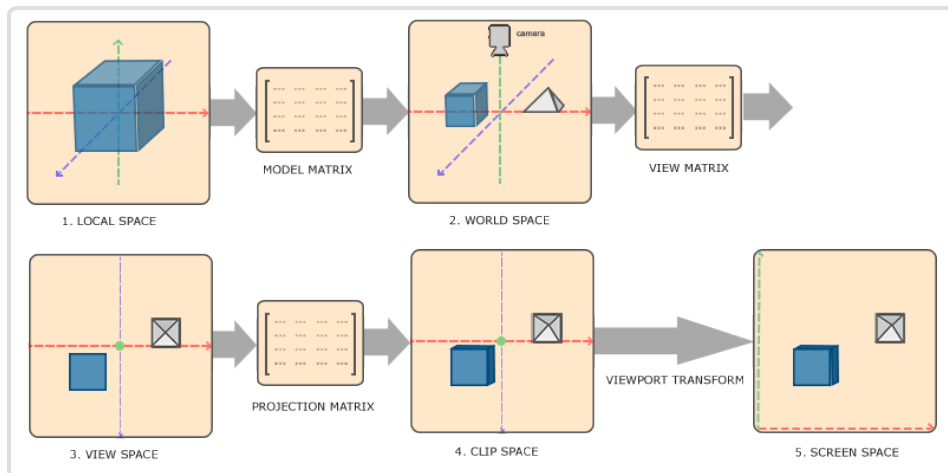 camera
MODEL MATRIX
VIEW MATRIX
1. LOCAL SPACE
2. WORLD SPACE
PROJECTION MATRIX
VIEWPORT TRANSFORM
3. VIEW SPACE
4. CLIP SPACE
5. SCREEN SPACE